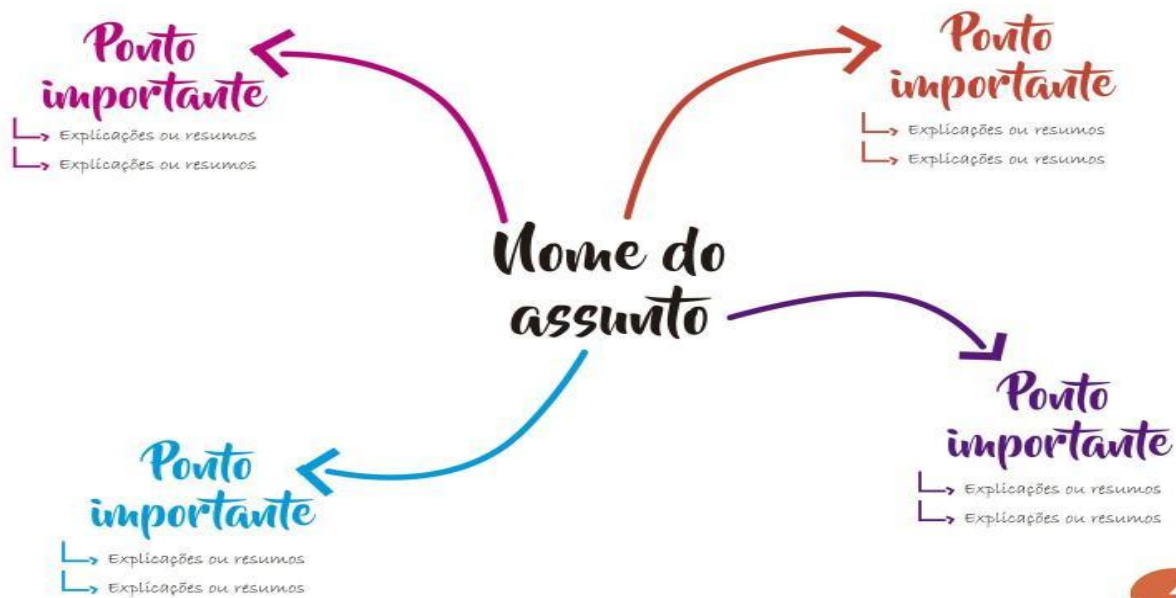 Ponto
importante
Explicações ou resumos
Explicações ou resumos
Ponto
importante
Explicações ou resumos
Explicações ou resumos
Nome do
assunto
Ponto
importante
Explicações ou resumos
Explicações ou resumos
Ponto
importante
Explicações ou resumos
Explicações ou resumos